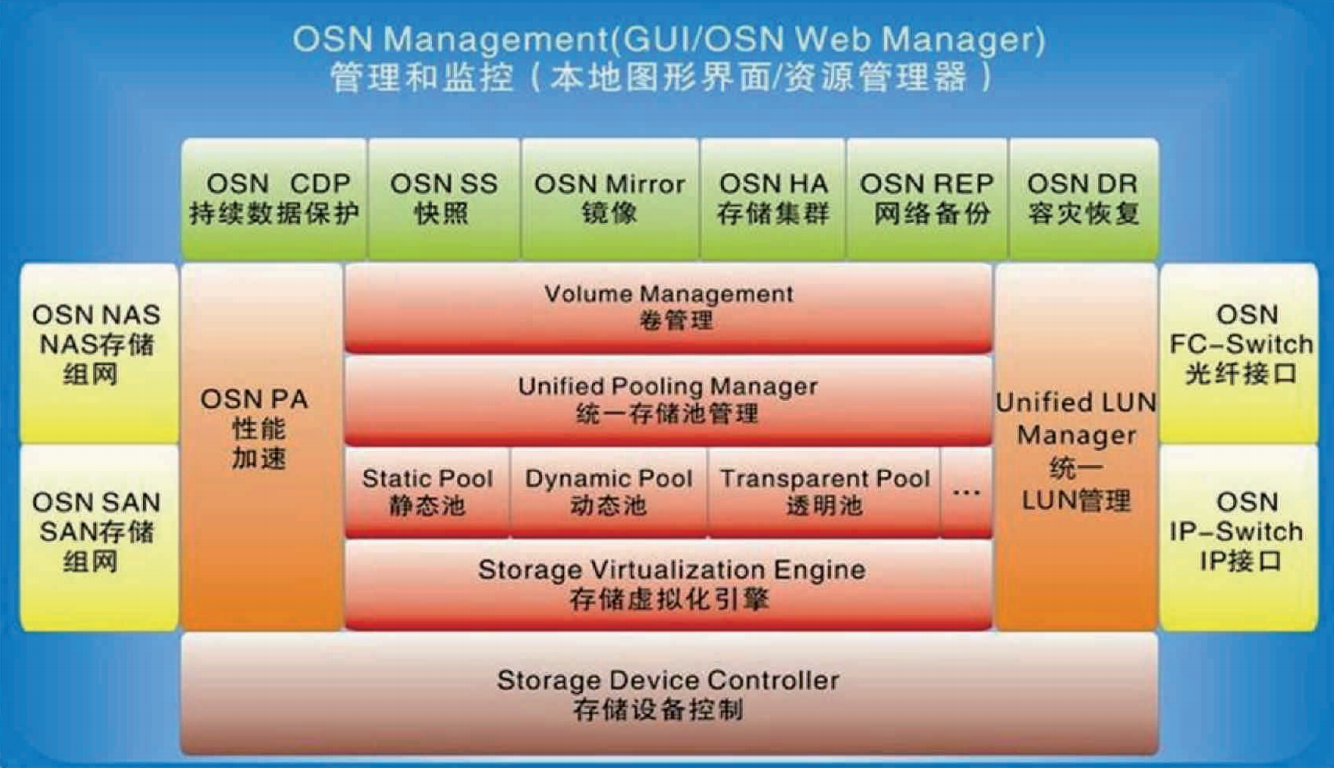 OSN Management(GUI/OSN Web Manager)
管理和监控（本地图形界面/资源管理器）
OSN CDP
持续数据保护
OSN SS
快照
OSN Mirror
镜像
OSN HA
存储集群
OSN REP
网络备份
OSN DR
容灾恢复
OSN NAS
NAS存储
组网
OSN SAN
SAN存储
组网
OSN PA
性能
加速
Volume Management
卷管理
Unified Pooling Manager
统一存储池管理
Static Pool
静态池
Dynamic Pool
动态池
Transparent Pool
透明池
...
Storage Virtualization Engine
存储虚拟化引擎
Unified LUN
Manager
统一
LUN管理
OSN
FC-Switch
光纤接口
OSN
IP-Switch
IP接口
Storage Device Controller
存储设备控制